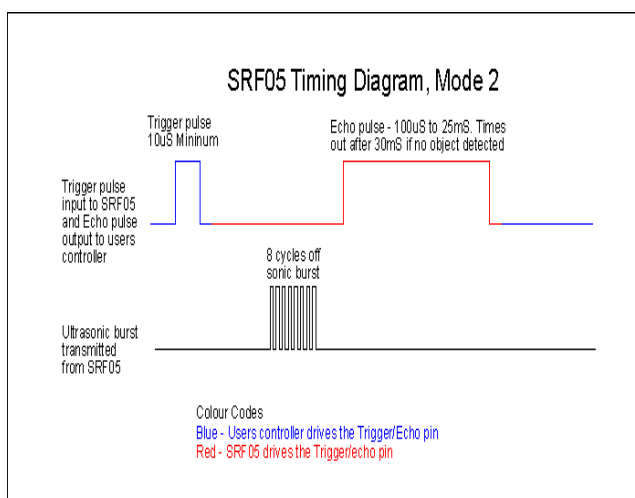 SRF05 Timing Diagram, Mode 2
Trigger pulse
10uS Mininum
Echo pulse - 100uS to 25mS. Times
out after 30mS if no object detected
Trigger pulse
input to SRF05
and Echo pulse
output to users
controller
8 cycles off
sonic burst
Ultrasonic burst
transmitted
from SRF05
Colour Codes
Blue - Users controller drives the Trigger/Echo pin
Red - SRF05 drives the Trigger/echo pin